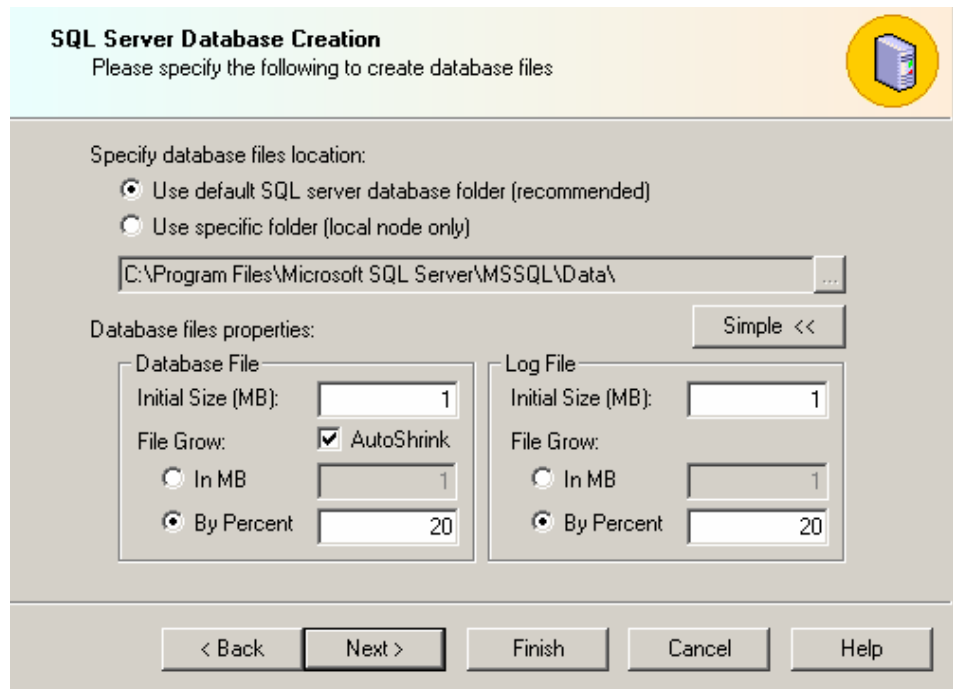 SQL Server Database Creation
Please specify the following to create database files
Specify database files location:
Use default SQL server database folder (recommended)
Use specific folder (local node only)
C:\Program Files\Microsoft SQL Server\MSSQL\Data\ ...
Database files properties: Simple <<
Database File Log File
Initial Size (MB): 1 Initial Size (MB): 1
File Grow: AutoShrink File Grow:
In MB 1 In MB 1
By Percent 20 By Percent 20
< Back Next > Finish Cancel Help